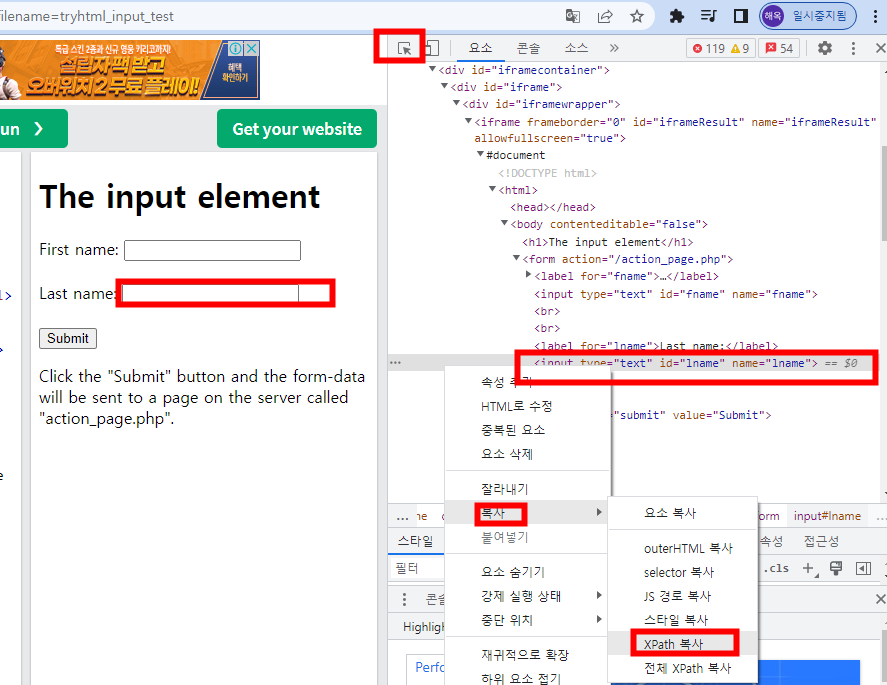 filename=tryhtml_input_test
해욱 일시중지됨
특급 스킨 2종과 신규 영웅 키리코까지!
설린자 팩 받고
오버워치 2 무료 플레이!
혜택
확인하기
un ❯
Get your website
The input element
First name:
Last name:
Submit
Click the "Submit" button and the form-data
will be sent to a page on the server called
"action_page.php".
요소 콘솔 소스 » 119 9 54
<div id="iframecontainer">
<div id="iframe">
<div id="iframewrapper">
<iframe frameborder="0" id="iframeResult" name="iframeResult"
allowfullscreen="true">
#document
<!DOCTYPE html>
<html>
<head></head>
<body contenteditable="false">
<h1>The input element</h1>
<form action="/action_page.php">
<label for="fname">…</label>
<input type="text" id="fname" name="fname">
<br>
<br>
<label for="lname">Last name:</label>
<input type="text" id="lname" name="lname"> == $0
"submit" value="Submit">
속성 추가
HTML로 수정
중복된 요소
요소 삭제
잘라내기
복사
붙여넣기
요소 숨기기
강제 실행 상태
중단 위치
재귀적으로 확장
하위 요소 접기
요소 복사
outerHTML 복사
selector 복사
JS 경로 복사
스타일 복사
XPath 복사
전체 XPath 복사
... me orm input#lname ...
스타일 속성 접근성
필터 .cls
콘솔
Highligh
Perfo